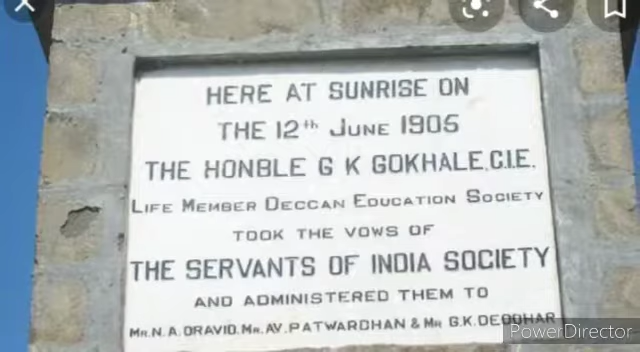 HERE AT SUNRISE ON
THE 12th JUNE 1905
THE HONBLE G K GOKHALE.C.I.E.
LIFE MEMBER DECCAN EDUCATION SOCIETY
TOOK THE VOWS OF
THE SERVANTS OF INDIA SOCIETY
AND ADMINISTERED THEM TO
MR. N. A. DRAVID. MR. AV. PATWARDHAN & MR G.K. DEODHAR
PowerDirector